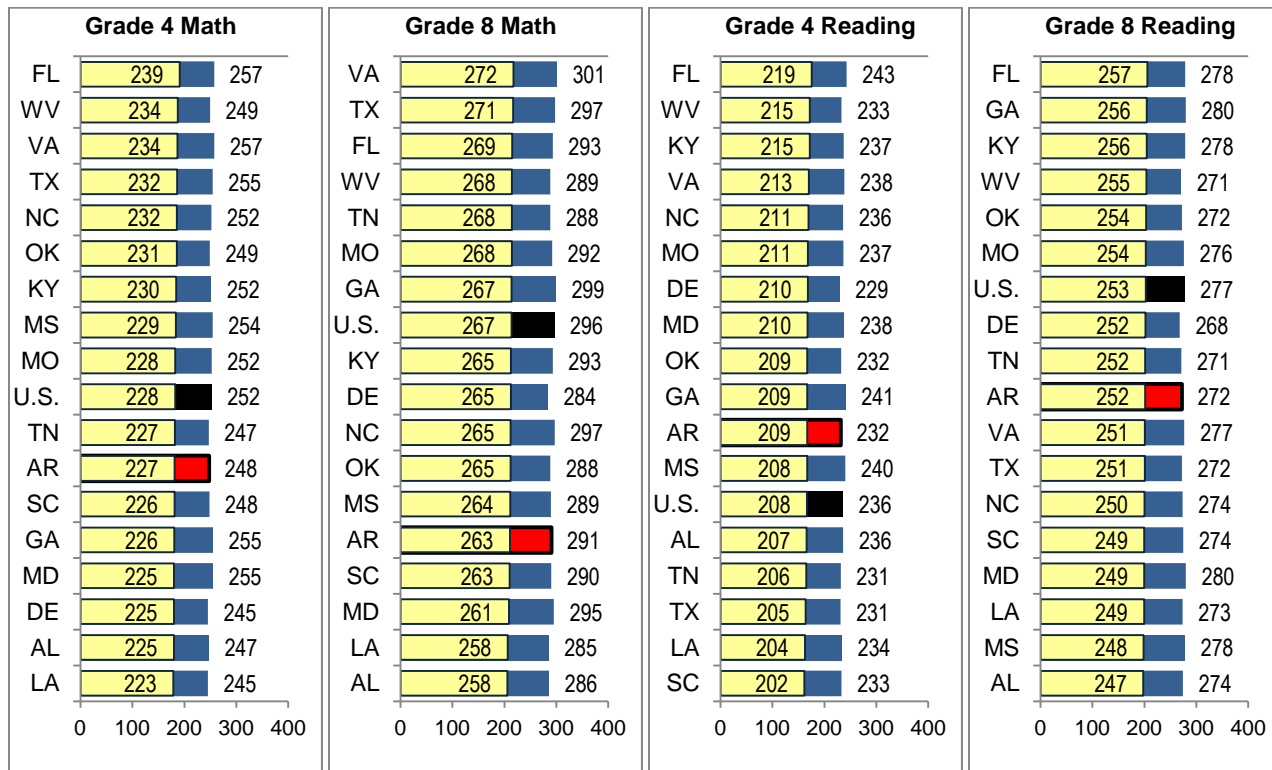 Grade 4 Math
FL 239 257
WV 234 249
VA 234 257
TX 232 255
NC 232 252
OK 231 249
KY 230 252
MS 229 254
MO 228 252
U.S. 228 252
TN 227 247
AR 227 248
SC 226 248
GA 226 255
MD 225 255
DE 225 245
AL 225 247
LA 223 245
0 100 200 300 400
Grade 8 Math
VA 272 301
TX 271 297
FL 269 293
WV 268 289
TN 268 288
MO 268 292
GA 267 299
U.S. 267 296
KY 265 293
DE 265 284
NC 265 297
OK 265 288
MS 264 289
AR 263 291
SC 263 290
MD 261 295
LA 258 285
AL 258 286
0 100 200 300 400
Grade 4 Reading
FL 219 243
WV 215 233
KY 215 237
VA 213 238
NC 211 236
MO 211 237
DE 210 229
MD 210 238
OK 209 232
GA 209 241
AR 209 232
MS 208 240
U.S. 208 236
AL 207 236
TN 206 231
TX 205 231
LA 204 234
SC 202 233
0 100 200 300 400
Grade 8 Reading
FL 257 278
GA 256 280
KY 256 278
WV 255 271
OK 254 272
MO 254 276
U.S. 253 277
DE 252 268
TN 252 271
AR 252 272
VA 251 277
TX 251 272
NC 250 274
SC 249 274
MD 249 280
LA 249 273
MS 248 278
AL 247 274
0 100 200 300 400